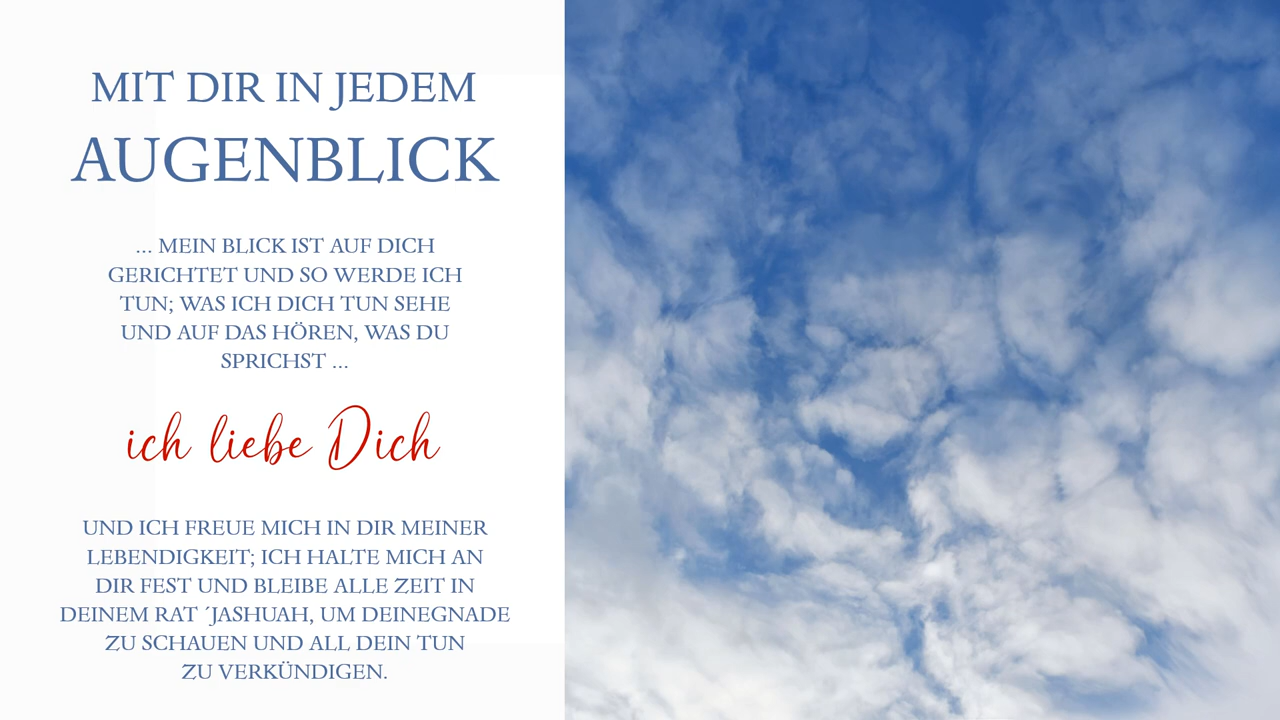 MIT DIR IN JEDEM
AUGENBLICK
... MEIN BLICK IST AUF DICH
GERICHTET UND SO WERDE ICH
TUN; WAS ICH DICH TUN SEHE
UND AUF DAS HÖREN, WAS DU
SPRICHST ...
ich liebe Dich
UND ICH FREUE MICH IN DIR MEINER
LEBENDIGKEIT; ICH HALTE MICH AN
DIR FEST UND BLEIBE ALLE ZEIT IN
DEINEM RAT ´JASHUAH, UM DEINEGNADE
ZU SCHAUEN UND ALL DEIN TUN
ZU VERKÜNDIGEN.